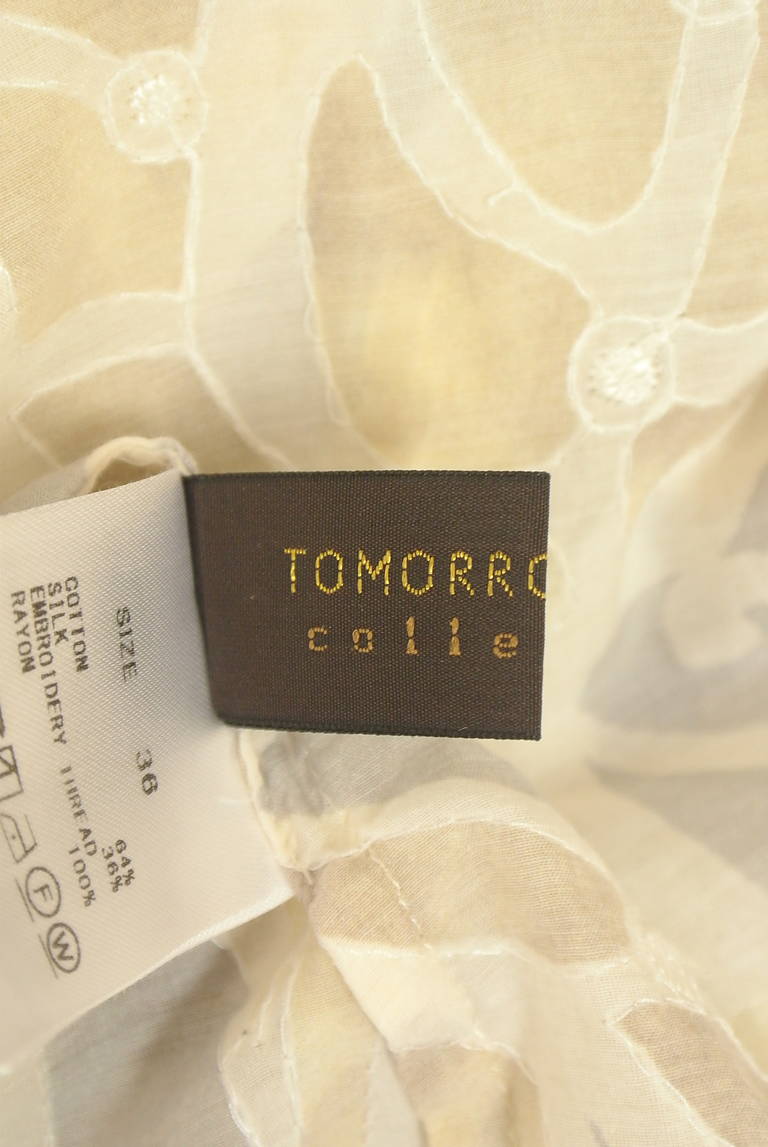 TOMORRO
colle
SIZE 36
COTTON 64%
SILK 36%
EMBROIDERY THREAD
RAYON 100%
F
W